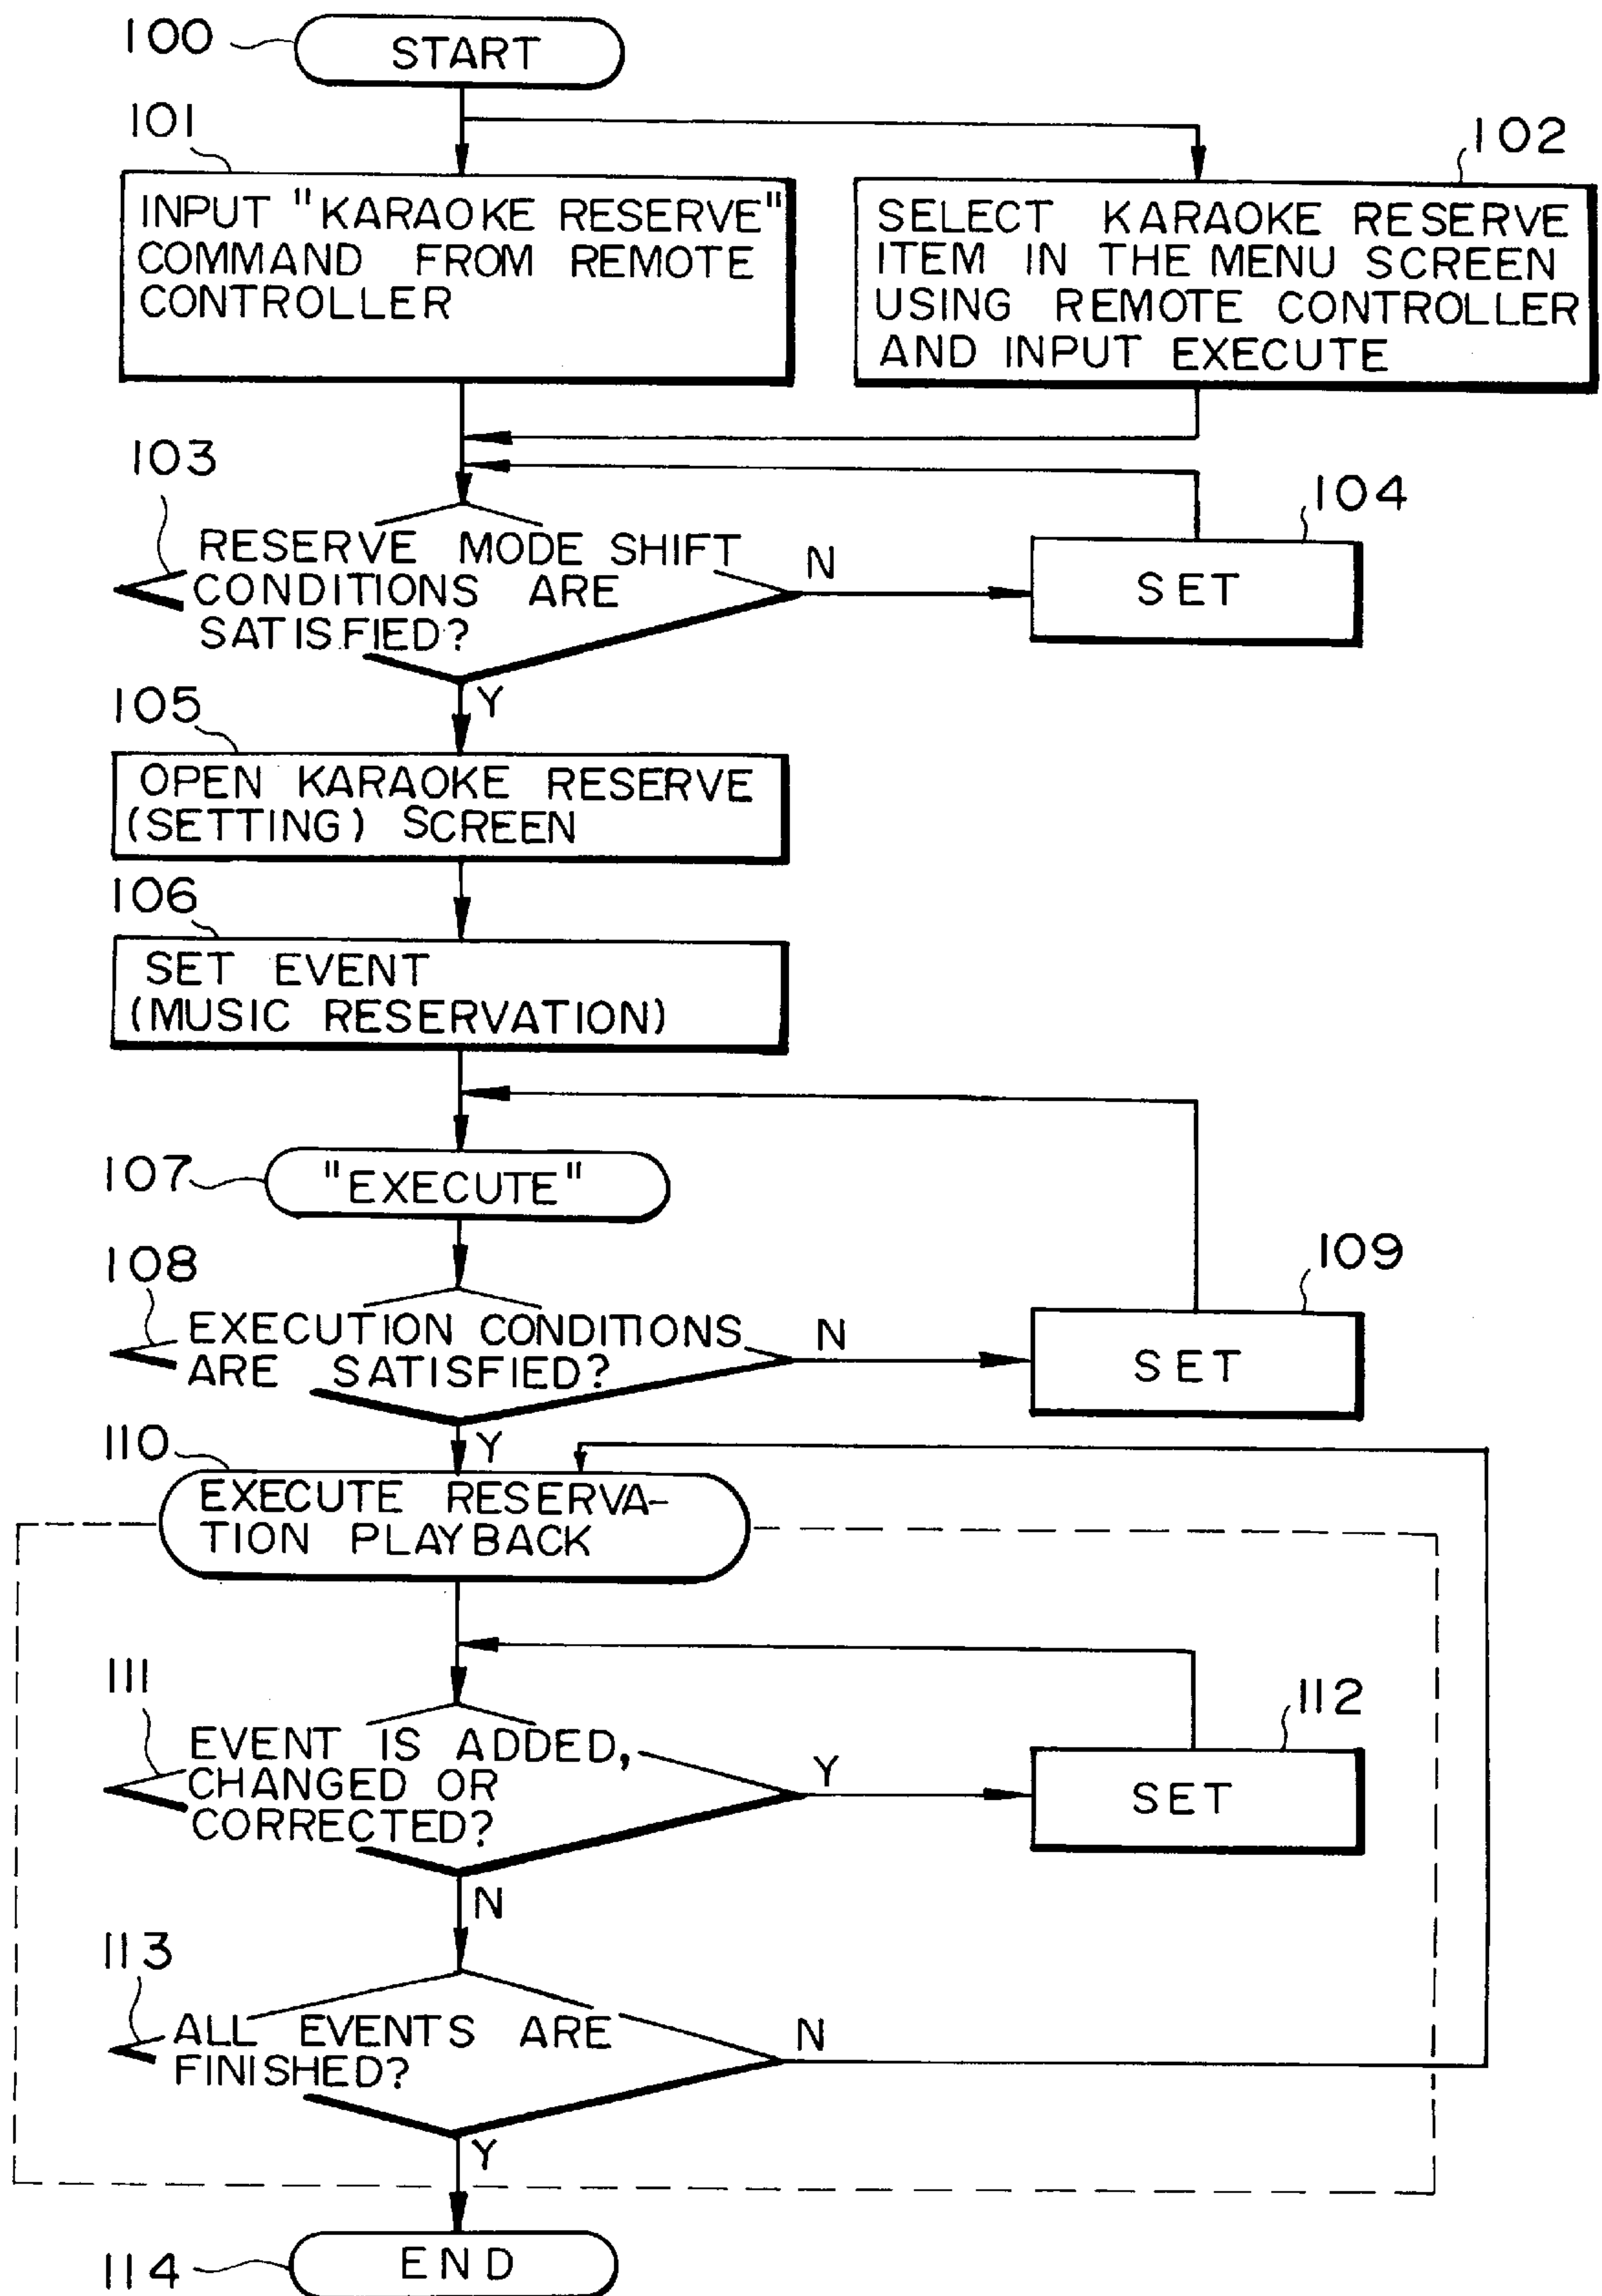 100
START
101
102
INPUT "KARAOKE RESERVE"
COMMAND FROM REMOTE
CONTROLLER
SELECT KARAOKE RESERVE
ITEM IN THE MENU SCREEN
USING REMOTE CONTROLLER
AND INPUT EXECUTE
103
104
RESERVE MODE SHIFT
CONDITIONS ARE
SATISFIED?
N
SET
Y
105
OPEN KARAOKE RESERVE
(SETTING) SCREEN
106
SET EVENT
(MUSIC RESERVATION)
107
"EXECUTE"
108
109
EXECUTION CONDITIONS
ARE SATISFIED?
N
SET
Y
110
EXECUTE RESERVA-
TION PLAYBACK
111
112
EVENT IS ADDED,
CHANGED OR
CORRECTED?
Y
SET
N
113
ALL EVENTS ARE
FINISHED?
N
Y
114
END